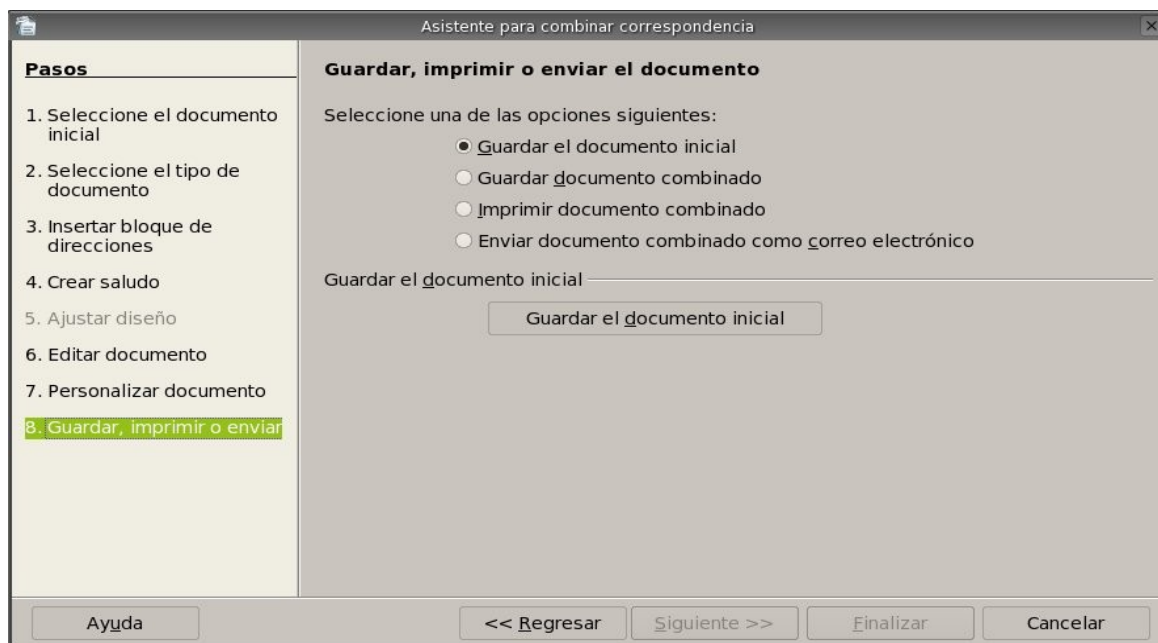 Asistente para combinar correspondencia
Pasos
1. Seleccione el documento
inicial
2. Seleccione el tipo de
documento
3. Insertar bloque de
direcciones
4. Crear saludo
5. Ajustar diseño
6. Editar documento
7. Personalizar documento
8. Guardar, imprimir o enviar
Guardar, imprimir o enviar el documento
Seleccione una de las opciones siguientes:
Guardar el documento inicial
Guardar documento combinado
Imprimir documento combinado
Enviar documento combinado como correo electrónico
Guardar el documento inicial
Guardar el documento inicial
Ayuda
<< Regresar
Siguiente >>
Finalizar
Cancelar